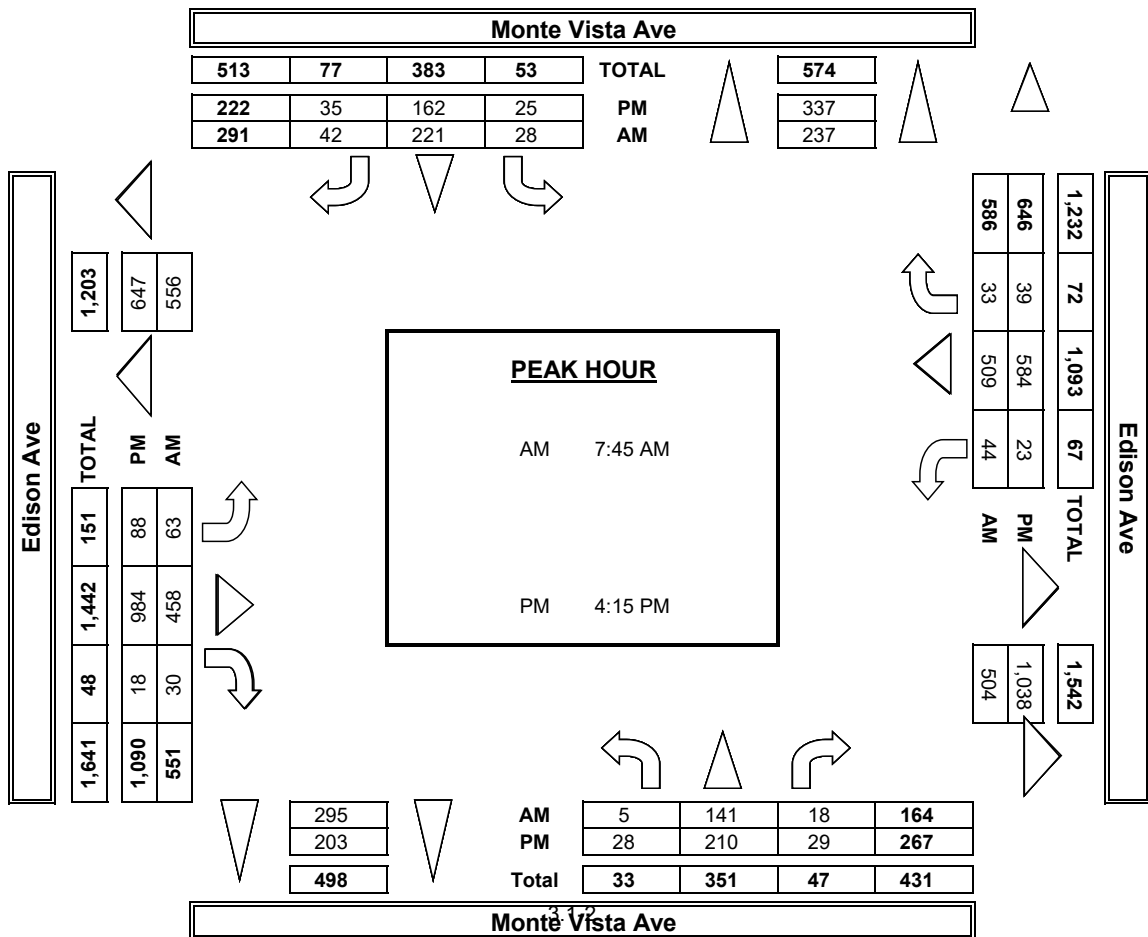 Monte Vista Ave
513 77 383 53 TOTAL 574
222 35 162 25 PM 337
291 42 221 28 AM 237
Edison Ave
1,203
647
556
TOTAL
PM
AM
151 88 63
1,442 984 458
48 18 30
1,641 1,090 551
PEAK HOUR
AM 7:45 AM
PM 4:15 PM
586 646 1,232
33 39 72
509 584 1,093
44 23 67
AM PM TOTAL
504 1,038 1,542
Edison Ave
295 AM 5 141 18 164
203 PM 28 210 29 267
498 Total 33 351 47 431
3.1-2
Monte Vista Ave